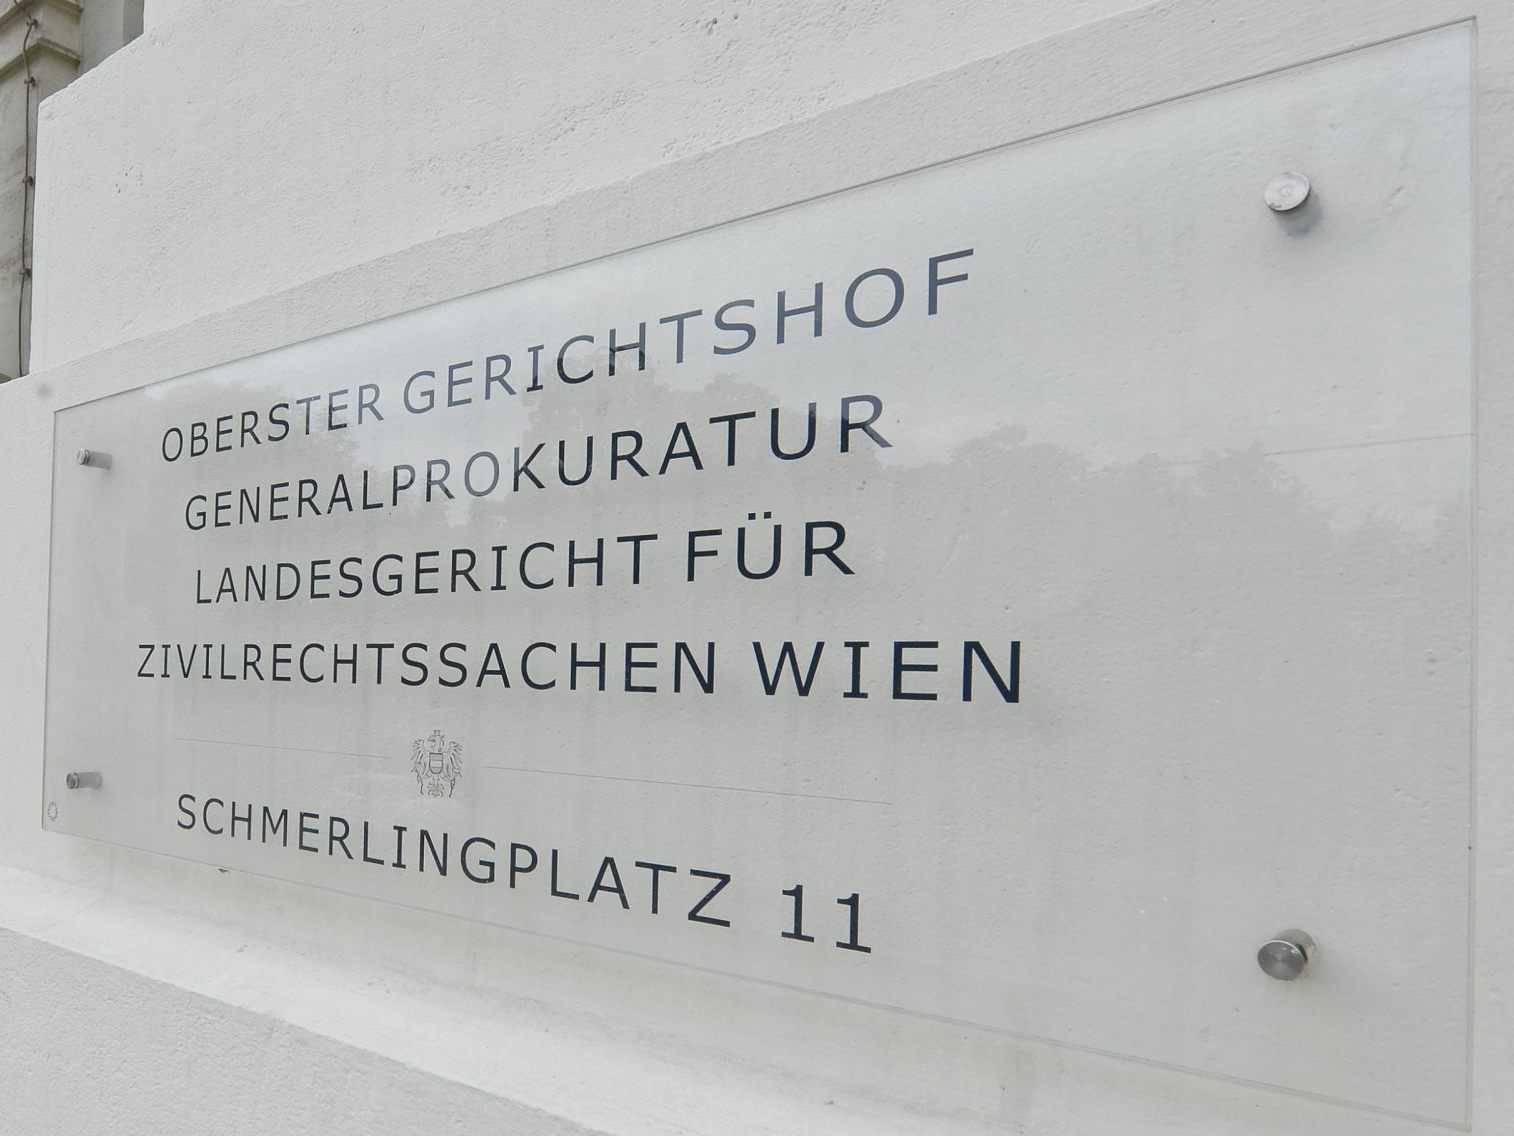 OBERSTER GERICHTSHOF
GENERALPROKURATUR
LANDESGERICHT FÜR
ZIVILRECHTSSACHEN WIEN
SCHMERLINGPLATZ 11